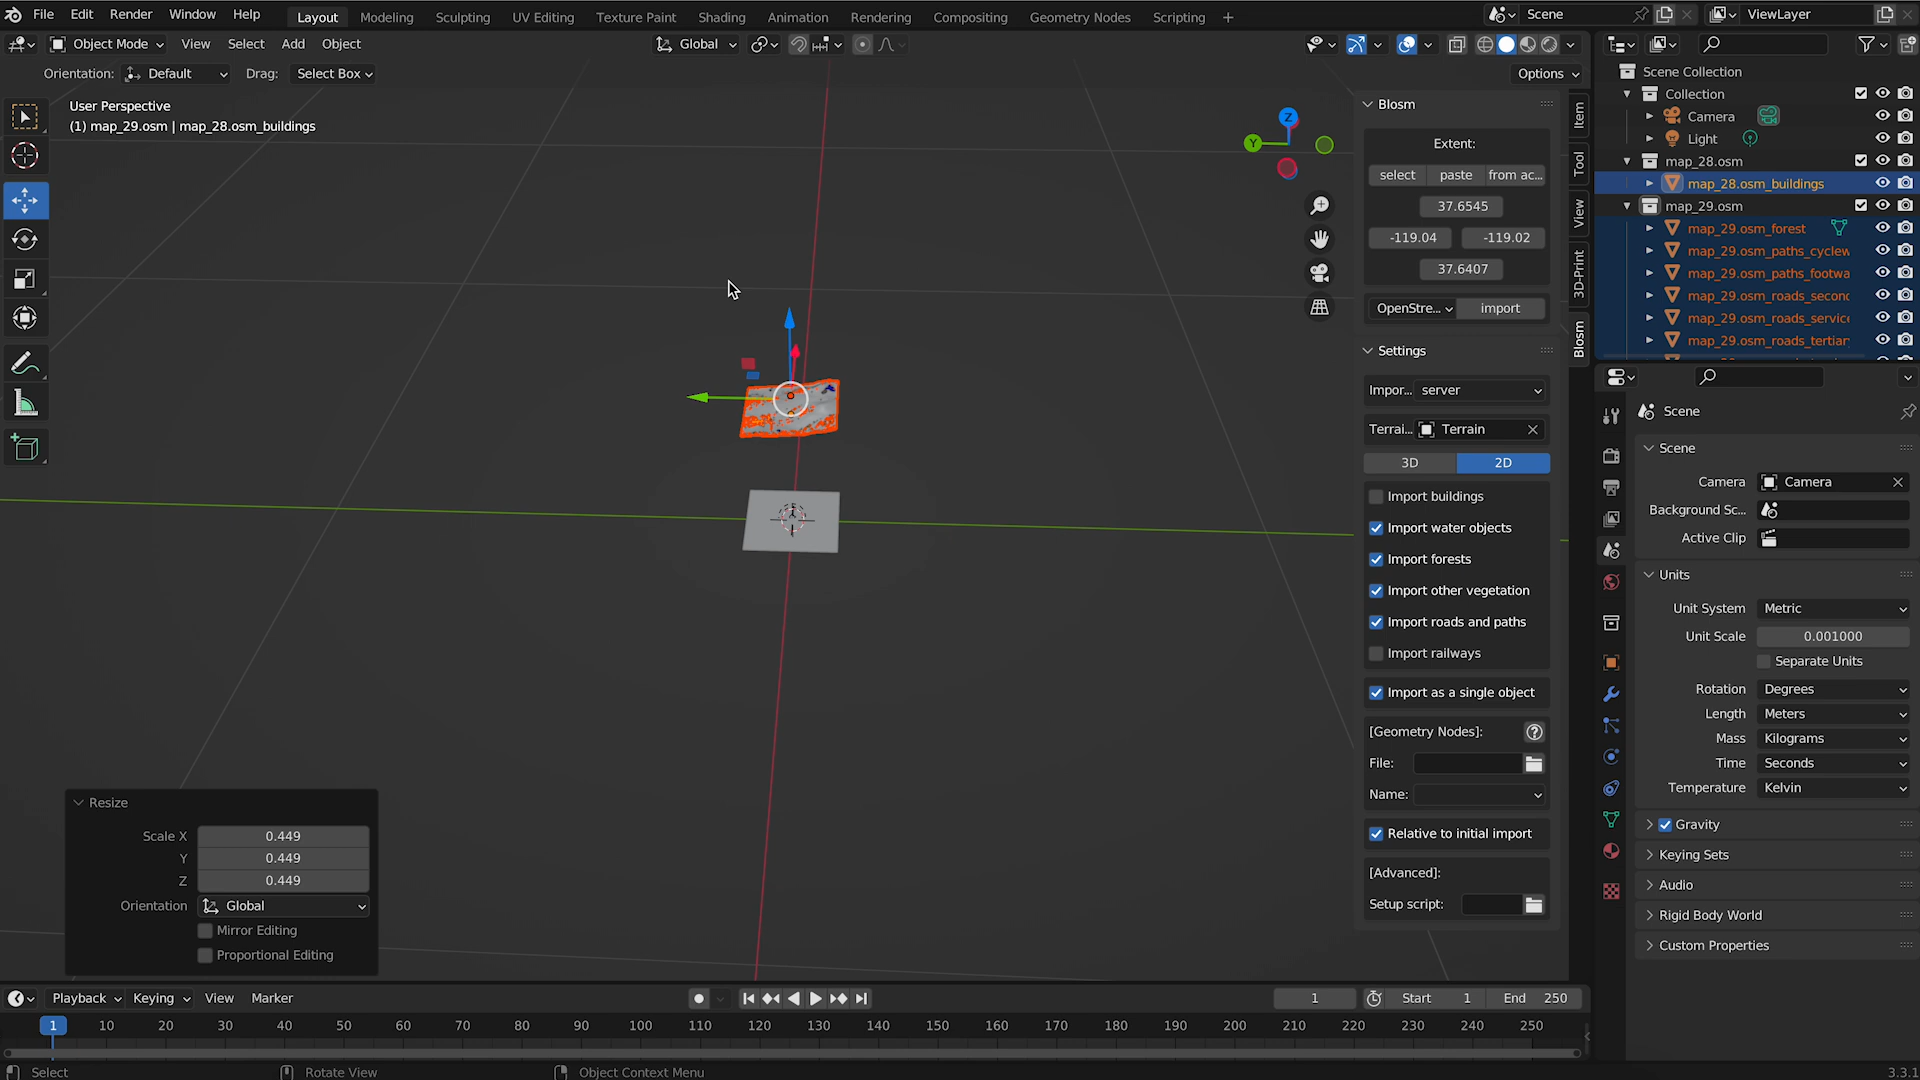 File Edit Render Window Help Layout Modeling Sculpting UV Editing Texture Paint Shading Animation Rendering Compositing Geometry Nodes Scripting + Scene ViewLayer
Object Mode View Select Add Object Global
Orientation: Default Drag: Select Box Options
User Perspective
(1) map_29.osm | map_28.osm_buildings
Z
Y
Resize
Scale X 0.449
Y 0.449
Z 0.449
Orientation Global
Mirror Editing
Proportional Editing
Blosm
Extent:
select paste from ac...
37.6545
-119.04 -119.02
37.6407
OpenStre... import
Settings
Impor... server
Terrai... Terrain
3D 2D
Import buildings
Import water objects
Import forests
Import other vegetation
Import roads and paths
Import railways
Import as a single object
[Geometry Nodes]:
File:
Name:
Relative to initial import
[Advanced]:
Setup script:
Item
Tool
View
3D-Print
Blosm
Scene Collection
Collection
Camera
Light
map_28.osm
map_28.osm_buildings
map_29.osm
map_29.osm_forest
map_29.osm_paths_cyclew
map_29.osm_paths_footwa
map_29.osm_roads_second
map_29.osm_roads_service
map_29.osm_roads_tertiar
Scene
Scene
Camera Camera
Background Sc...
Active Clip
Units
Unit System Metric
Unit Scale 0.001000
Separate Units
Rotation Degrees
Length Meters
Mass Kilograms
Time Seconds
Temperature Kelvin
Gravity
Keying Sets
Audio
Rigid Body World
Custom Properties
Playback Keying View Marker 1 Start 1 End 250
1 10 20 30 40 50 60 70 80 90 100 110 120 130 140 150 160 170 180 190 200 210 220 230 240 250
Select Rotate View Object Context Menu 3.3.1